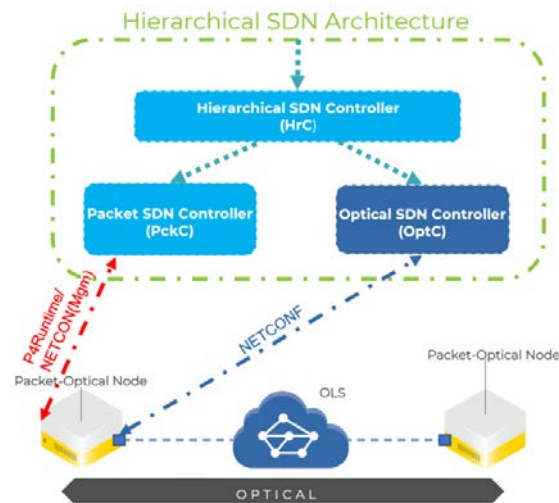 Hierarchical SDN Architecture
Hierarchical SDN Controller
(HrC)
Packet SDN Controller
(PckC)
Optical SDN Controller
(OptC)
P4Runtime/
NETCON(Mgm)
NETCONF
Packet-Optical Node
Packet-Optical Node
OLS
OPTICAL